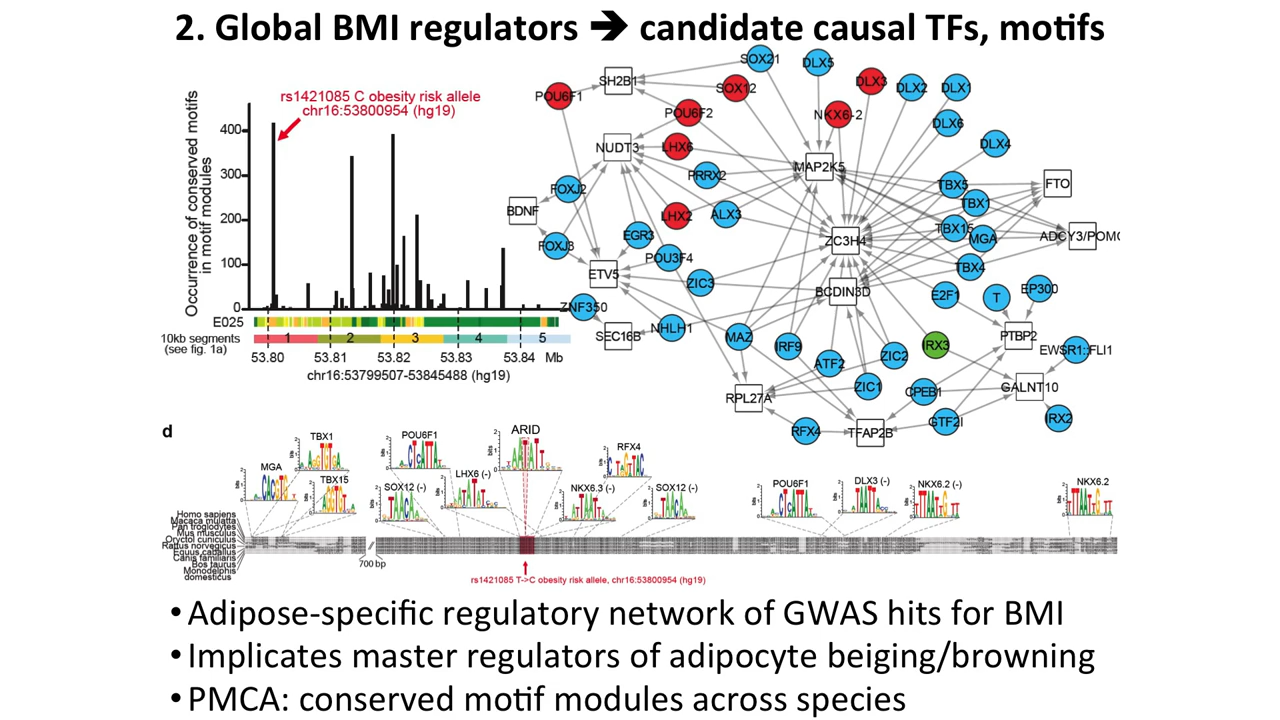 2. Global BMI regulators ➔ candidate causal TFs, motifs
rs1421085 C obesity risk allele
chr16:53800954 (hg19)
Occurrence of conserved motifs
in motif modules
400
300
200
100
0
E025
10kb segments
(see fig. 1a)
1 2 3 4 5
53.80 53.81 53.82 53.83 53.84 Mb
chr16:53799507-53845488 (hg19)
SOX21
DLX5
SH2B1
POU6F1
SOX12
DLX3
DLX2
DLX1
POU6F2
NKX6-2
DLX6
NUDT3
LHX6
DLX4
MAP2K5
PRRX2
FOXJ2
TBX5
FTO
TBX1
BDNF
LHX2
ALX3
TBX15
FOXJ3
EGR3
ZC3H4
MGA
ADCY3/POMC
POU3F4
TBX4
ETV5
ZIC3
BCDIN3D
E2F1
T
EP300
ZNF350
SEC16B
NHLH1
MAZ
IRF9
IRX3
PTBP2
EWSR1::FLI1
ATF2
ZIC2
ZIC1
CPEB1
GALNT10
RPL27A
RFX4
TFAP2B
GTF2I
IRX2
d
MGA
TBX1
TBX15
POU6F1
SOX12 (-)
LHX6 (-)
ARID
NKX6.3 (-)
RFX4
SOX12 (-)
POU6F1
DLX3 (-)
NKX6.2 (-)
NKX6.2
Homo sapiens
Macaca mulatta
Pan troglodytes
Mus musculus
Oryctol cuniculus
Rattus norvegicus
Equus caballus
Canis familiaris
Bos taurus
Monodelphis
domesticus
700 bp
rs1421085 T->C obesity risk allele, chr16:53800954 (hg19)
• Adipose-specific regulatory network of GWAS hits for BMI
• Implicates master regulators of adipocyte beiging/browning
• PMCA: conserved motif modules across species